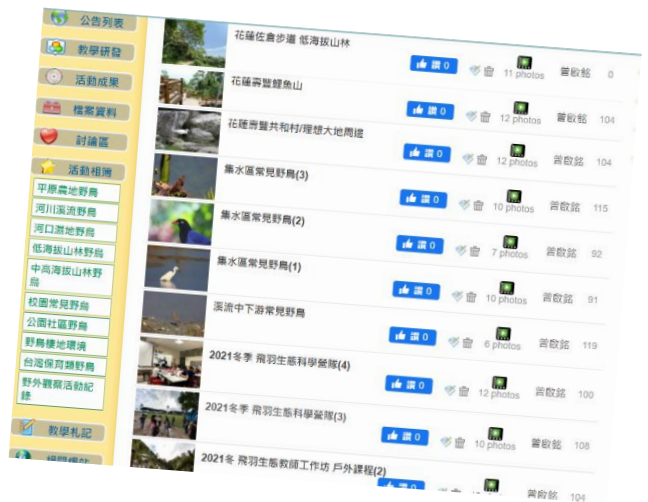 公告列表
教學研發
活動成果
檔案資料
討論區
活動相簿
平原農地野鳥
河川溪流野鳥
河口濕地野鳥
低海拔山林野鳥
中高海拔山林野
鳥
校園常見野鳥
公園社區野鳥
野鳥棲地環境
台灣保育類野鳥
野外觀察活動紀
錄
教學札記
花蓮佐倉步道 低海拔山林
讚 0 11 photos 曾啟銘 0
花蓮壽豐鯉魚山
讚 0 12 photos 曾啟銘 104
花蓮壽豐共和村/理想大地周邊
讚 0 12 photos 曾啟銘 104
集水區常見野鳥(3)
讚 0 10 photos 曾啟銘 115
集水區常見野鳥(2)
讚 0 7 photos 曾啟銘 92
集水區常見野鳥(1)
讚 0 10 photos 曾啟銘 91
溪流中下游常見野鳥
讚 0 6 photos 曾啟銘 119
2021冬季 飛羽生態科學營隊(4)
讚 0 12 photos 曾啟銘 100
2021冬季 飛羽生態科學營隊(3)
讚 0 10 photos 曾啟銘 108
2021冬 飛羽生態教師工作坊 戶外課程(2)
讚 0 曾啟銘 104